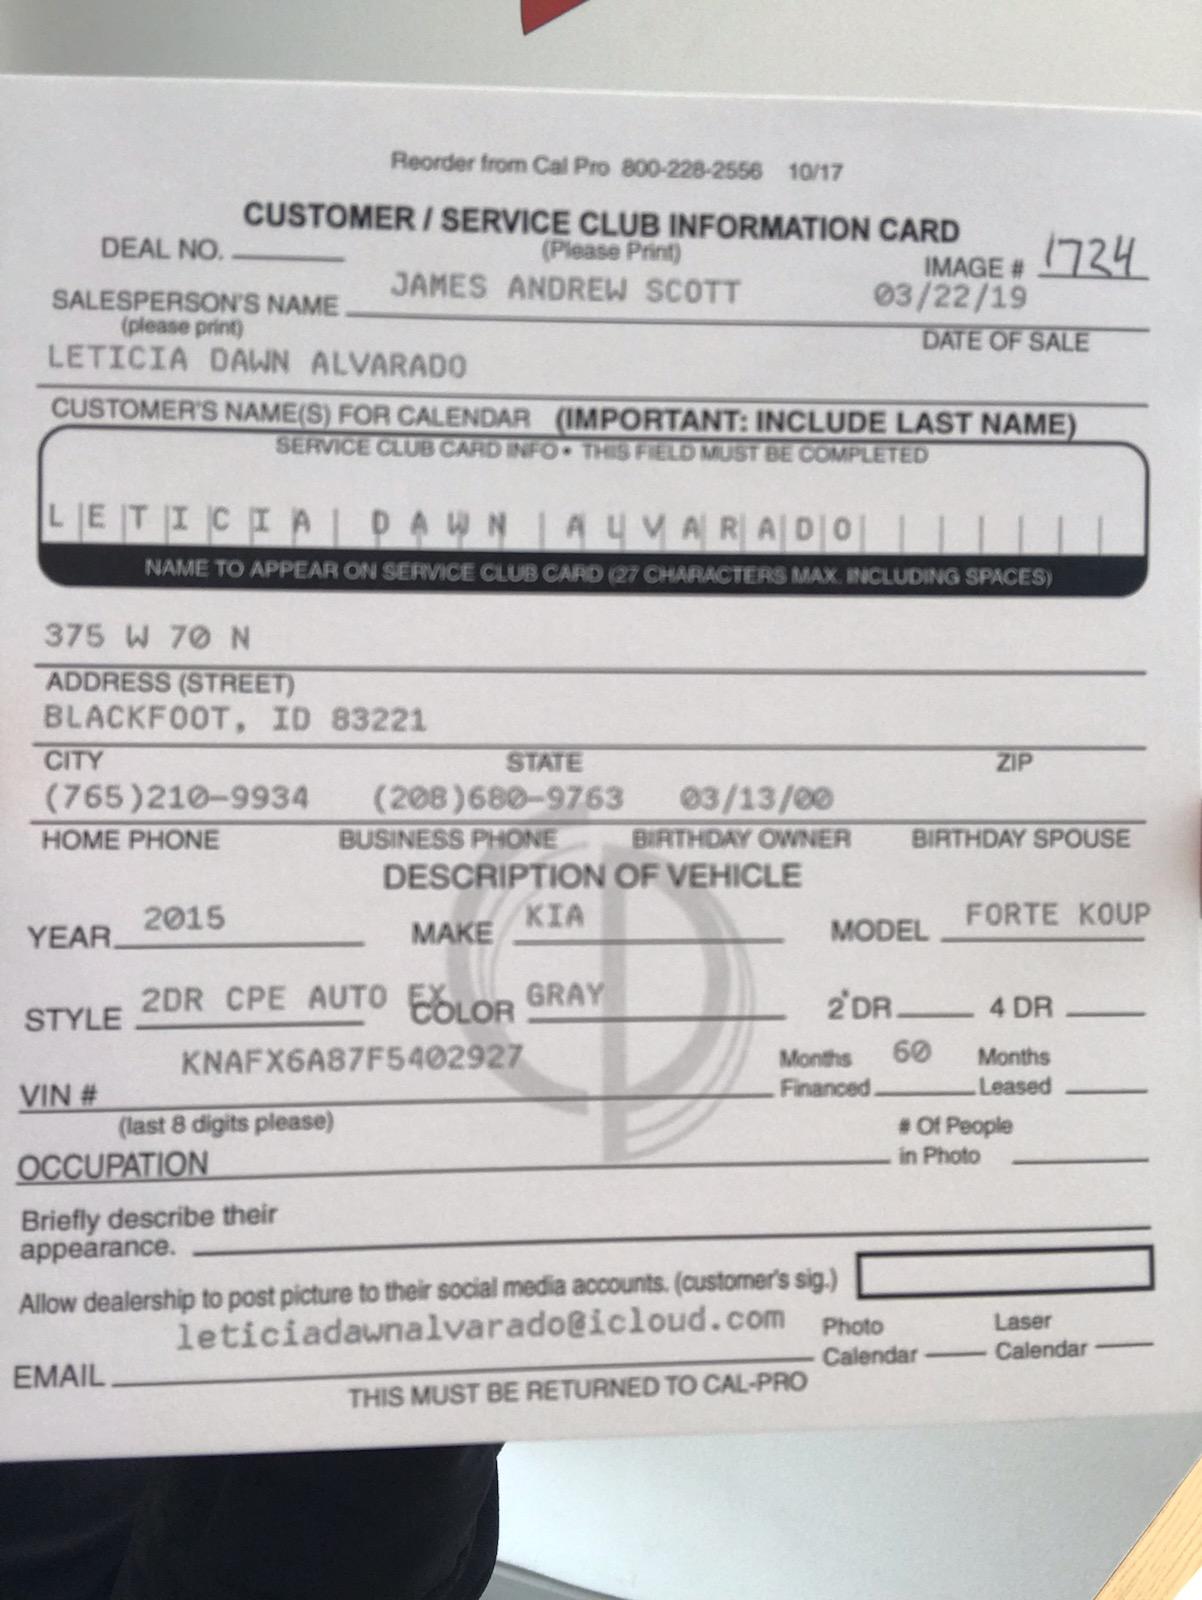 Reorder from Cal Pro 800-228-2556 10/17
CUSTOMER / SERVICE CLUB INFORMATION CARD
DEAL NO. (Please Print) IMAGE # 1724
SALESPERSON'S NAME JAMES ANDREW SCOTT 03/22/19
(please print) DATE OF SALE
LETICIA DAWN ALVARADO
CUSTOMER'S NAME(S) FOR CALENDAR (IMPORTANT: INCLUDE LAST NAME)
SERVICE CLUB CARD INFO • THIS FIELD MUST BE COMPLETED
LETICIA DAWN ALVARADO
NAME TO APPEAR ON SERVICE CLUB CARD (27 CHARACTERS MAX. INCLUDING SPACES)
375 W 70 N
ADDRESS (STREET)
BLACKFOOT, ID 83221
CITY STATE ZIP
(765)210-9934 (208)680-9763 03/13/00
HOME PHONE BUSINESS PHONE BIRTHDAY OWNER BIRTHDAY SPOUSE
DESCRIPTION OF VEHICLE
YEAR 2015 MAKE KIA MODEL FORTE KOUP
STYLE 2DR CPE AUTO EX COLOR GRAY 2 DR 4 DR
VIN # KNAFX6A87F5402927 Months Financed 60 Months Leased
(last 8 digits please) # Of People
OCCUPATION in Photo
Briefly describe their
appearance.
Allow dealership to post picture to their social media accounts. (customer's sig.)
leticiadawnalvarado@icloud.com Photo Laser
EMAIL Calendar Calendar
THIS MUST BE RETURNED TO CAL-PRO